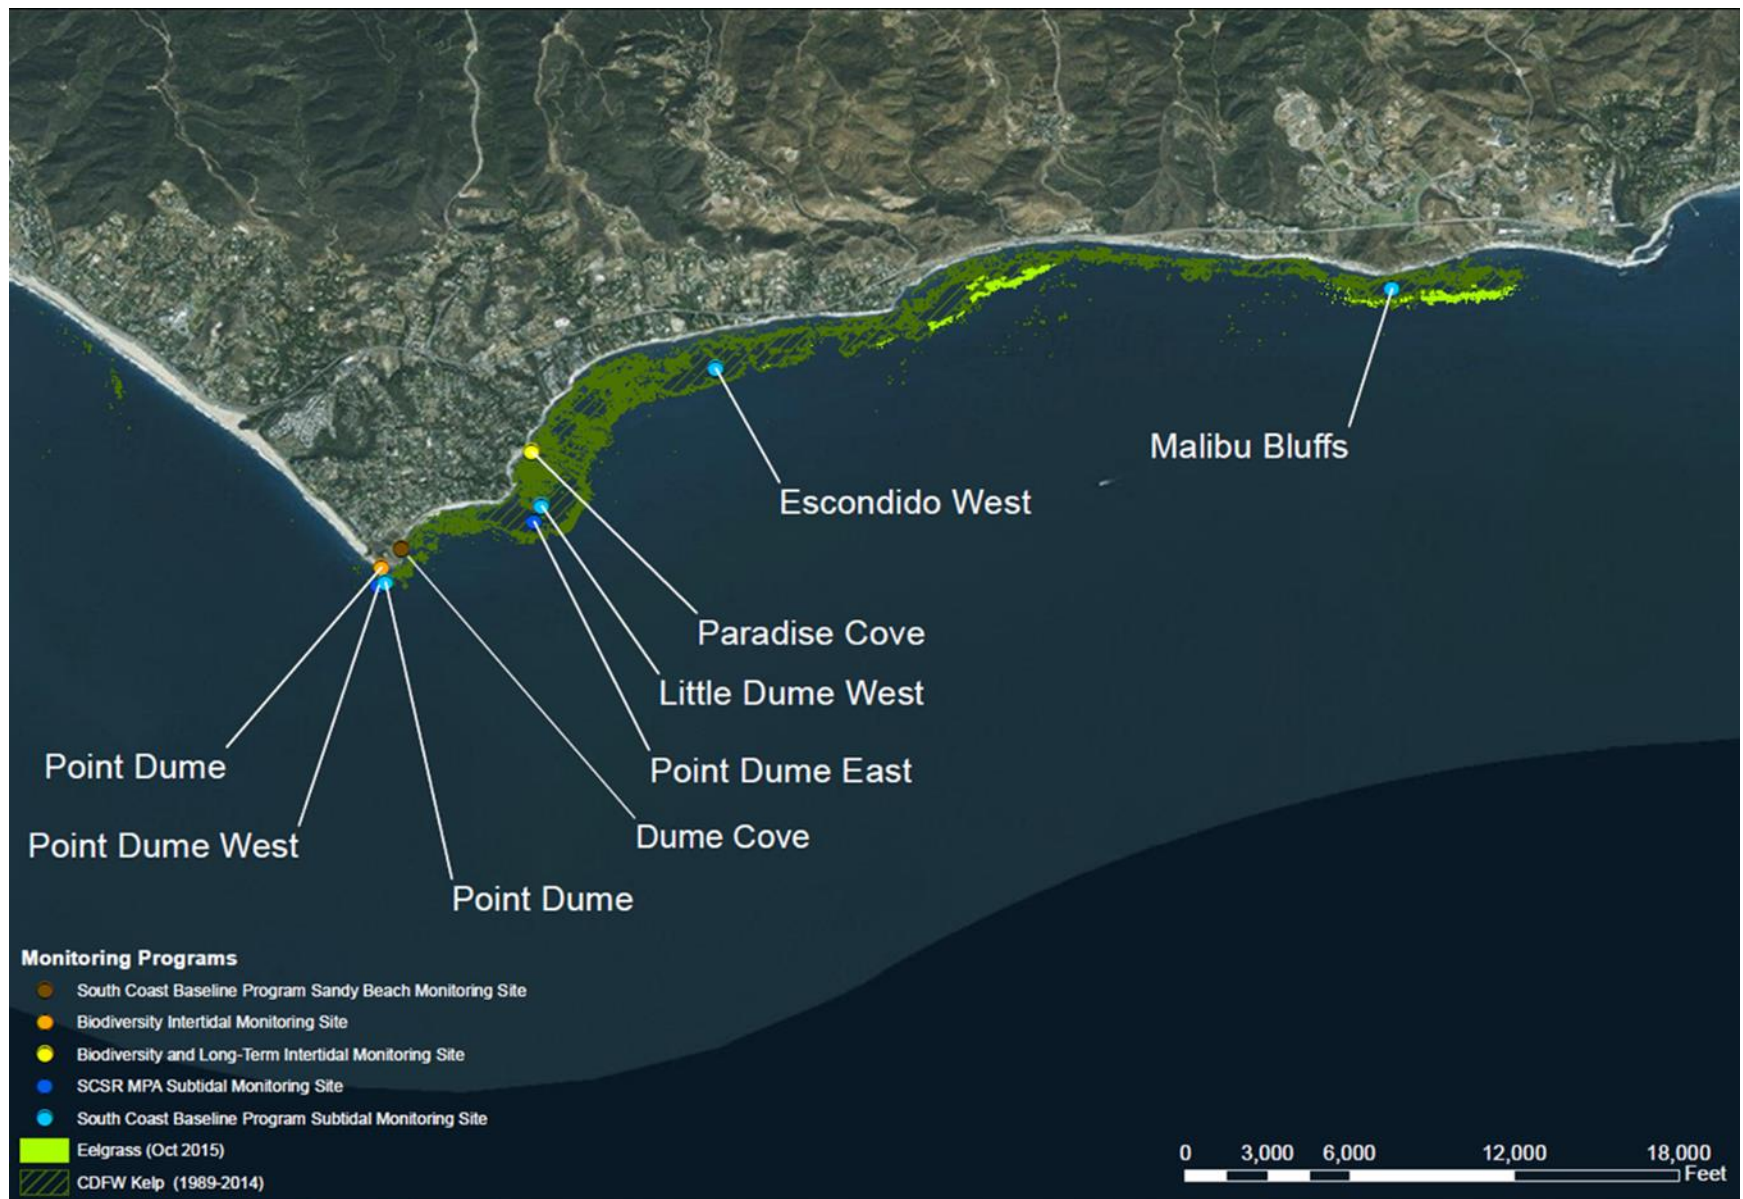 Malibu Bluffs
Escondido West
Paradise Cove
Little Dume West
Point Dume
Point Dume East
Dume Cove
Point Dume West
Point Dume
Monitoring Programs
South Coast Baseline Program Sandy Beach Monitoring Site
Biodiversity Intertidal Monitoring Site
Biodiversity and Long-Term Intertidal Monitoring Site
SCSR MPA Subtidal Monitoring Site
South Coast Baseline Program Subtidal Monitoring Site
Eelgrass (Oct 2015)
CDFW Kelp (1989-2014)
0 3,000 6,000 12,000 18,000
Feet